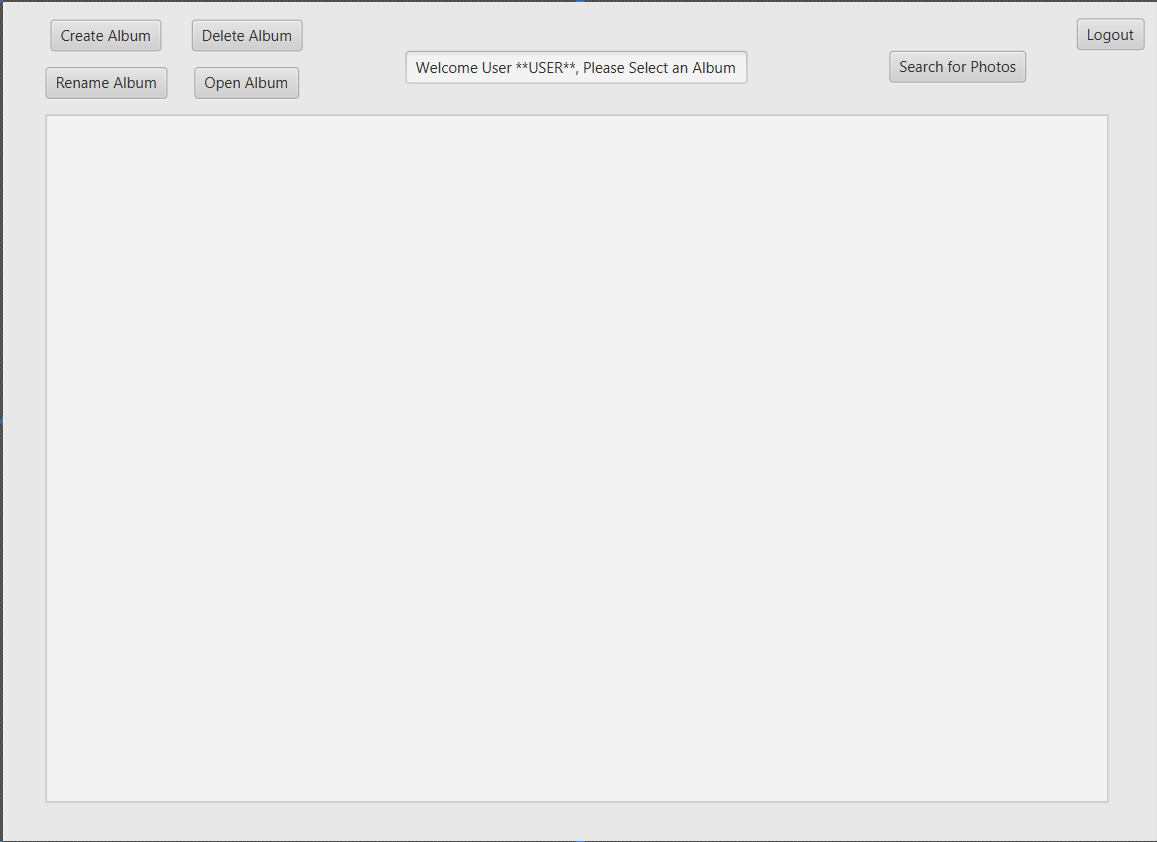 Create Album
Delete Album
Logout
Rename Album
Open Album
Welcome User **USER**, Please Select an Album
Search for Photos